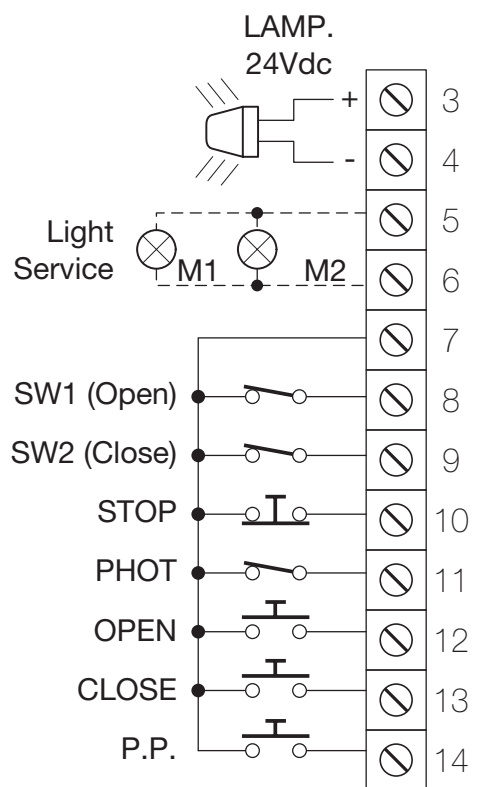 LAMP.
24Vdc
+ 3
- 4
5
Light
Service
M1 M2
6
7
SW1 (Open) 8
SW2 (Close) 9
STOP 10
PHOT 11
OPEN 12
CLOSE 13
P.P. 14